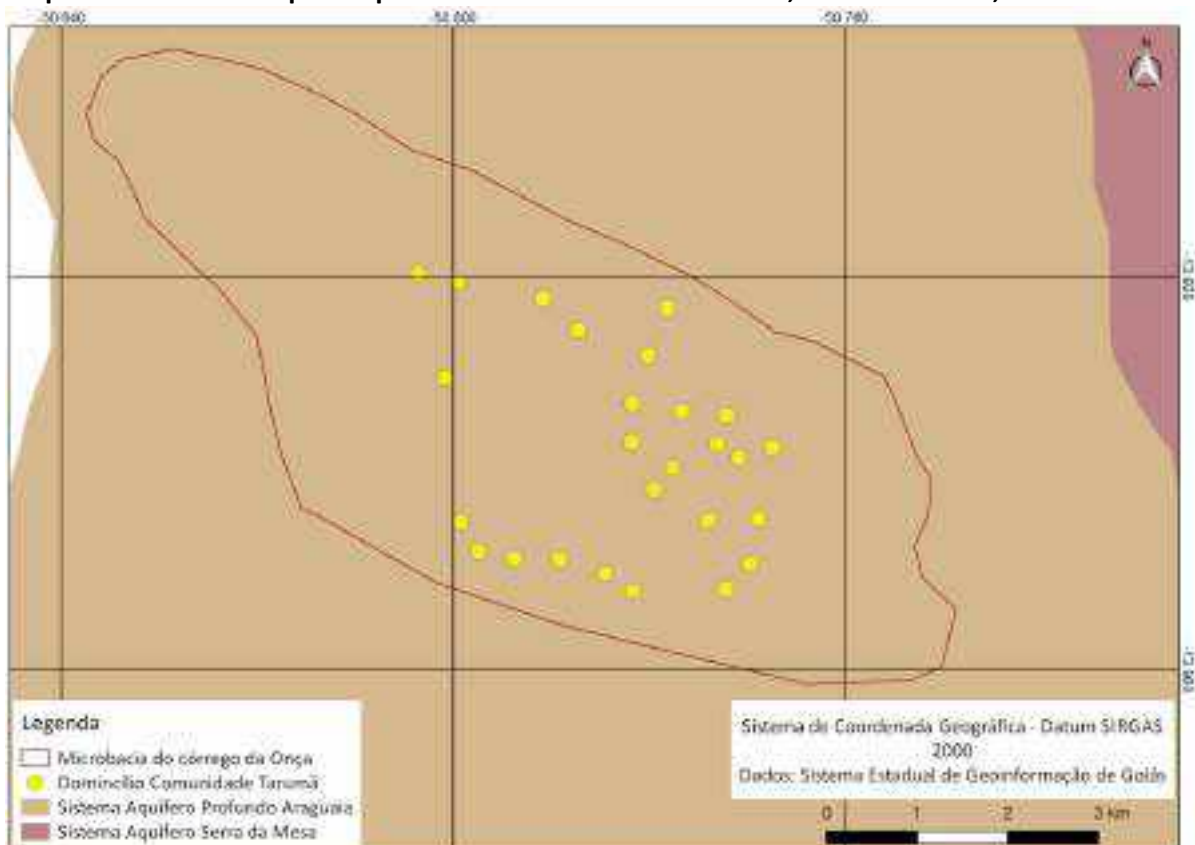 -50.800
-50.760
N
Legenda
Microbacia do córrego da Onça
Domincílio Comunidade Tarumã
Sistema Aquífero Profundo Araguaia
Sistema Aquífero Serra da Mesa
Sistema de Coordenada Geográfica - Datum SIRGAS
2000
Dados: Sistema Estadual de Geoinformação de Goiás
0 1 2 3 km